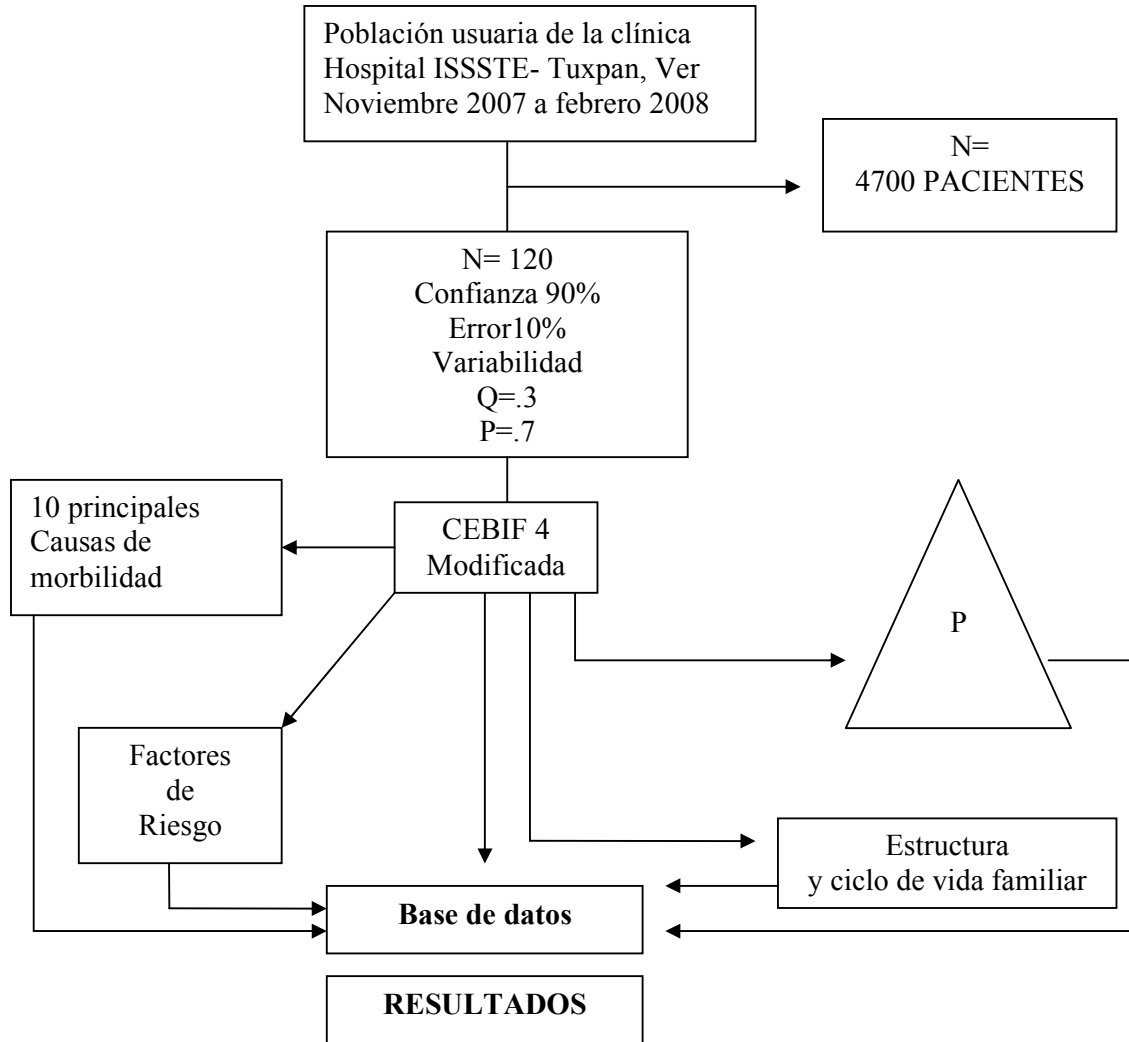 Población usuaria de la clínica
Hospital ISSSTE- Tuxpan, Ver
Noviembre 2007 a febrero 2008
N=
4700 PACIENTES
N= 120
Confianza 90%
Error10%
Variabilidad
Q=.3
P=.7
10 principales
Causas de
morbilidad
CEBIF 4
Modificada
P
Factores
de
Riesgo
Estructura
y ciclo de vida familiar
Base de datos
RESULTADOS